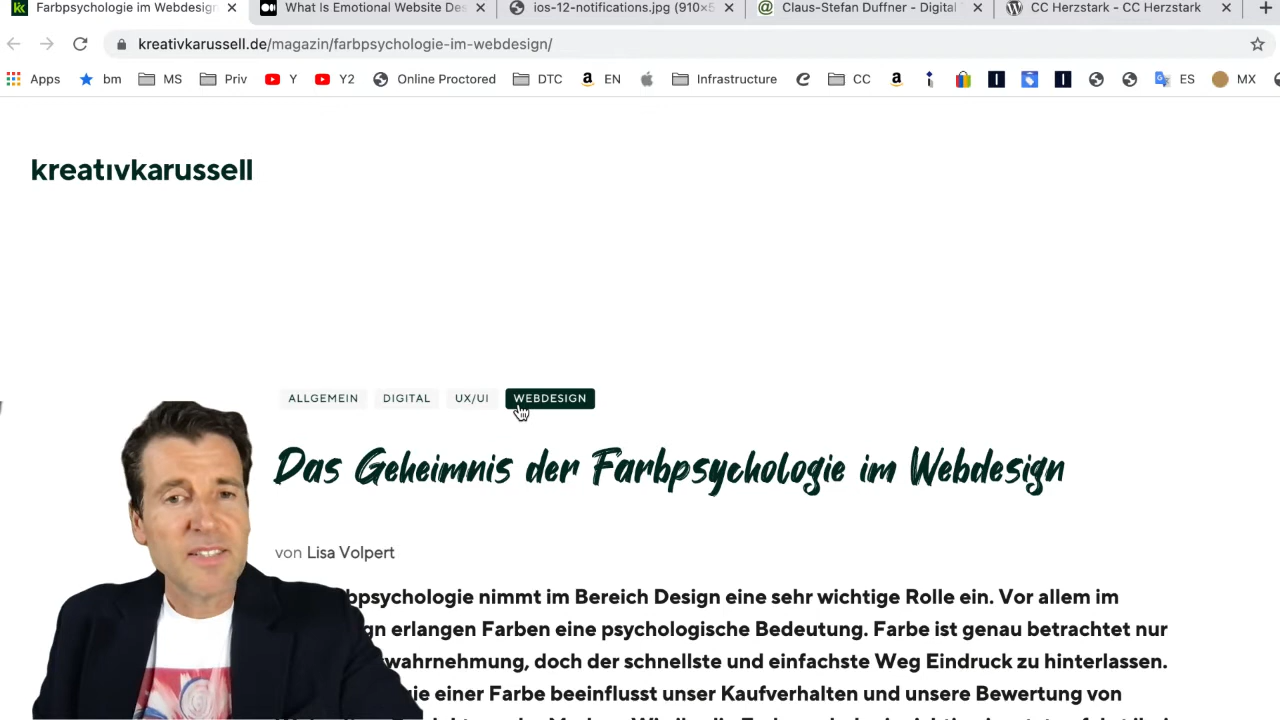 Farbpsychologie im Webdesign
What Is Emotional Website Des
ios-12-notifications.jpg (910×5
Claus-Stefan Duffner - Digital
CC Herzstark - CC Herzstark
kreativkarussell.de/magazin/farbpsychologie-im-webdesign/
Apps bm MS Priv Y Y2 Online Proctored DTC EN Infrastructure CC ES MX
kreativkarussell
ALLGEMEIN DIGITAL UX/UI WEBDESIGN
Das Geheimnis der Farbpsychologie im Webdesign
von Lisa Volpert
bpsychologie nimmt im Bereich Design eine sehr wichtige Rolle ein. Vor allem im
gn erlangen Farben eine psychologische Bedeutung. Farbe ist genau betrachtet nur
wahrnehmung, doch der schnellste und einfachste Weg Eindruck zu hinterlassen.
gie einer Farbe beeinflusst unser Kaufverhalten und unsere Bewertung von